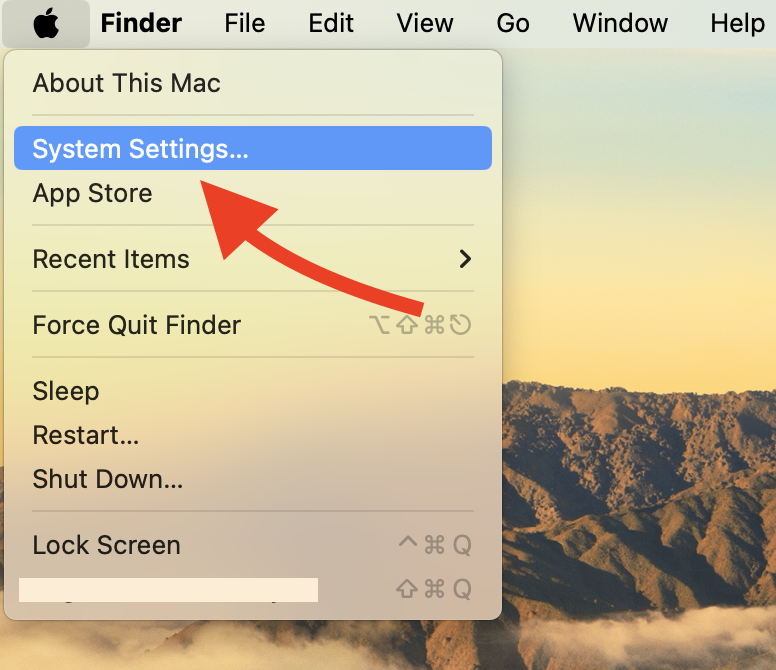 Finder File Edit View Go Window Help
About This Mac
System Settings...
App Store
Recent Items
Force Quit Finder ⌥⇧⌘⎋
Sleep
Restart...
Shut Down...
Lock Screen ^⌘Q
⇧⌘Q